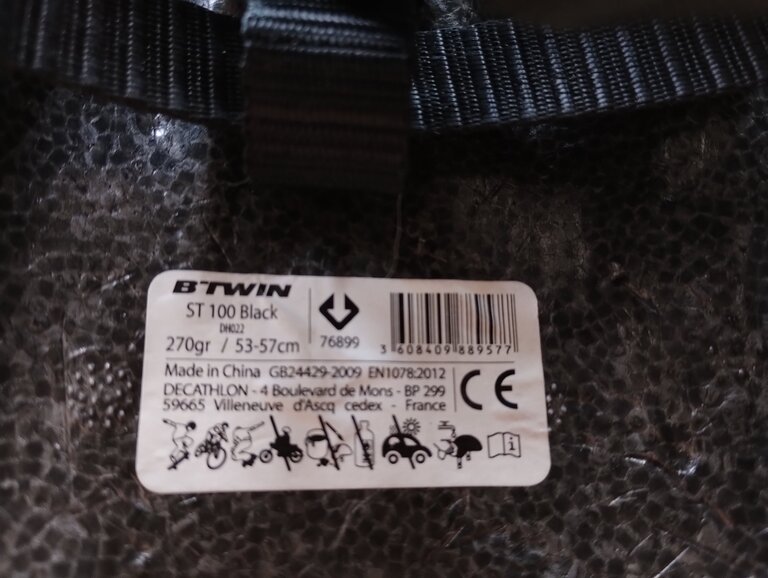 B'TWIN
ST 100 Black
DH022
270gr / 53-57cm
76899
3 608409 889577
Made in China GB24429-2009 EN1078:2012
DECATHLON - 4 Boulevard de Mons - BP 299
59665 Villeneuve d'Ascq cedex - France
CE
i